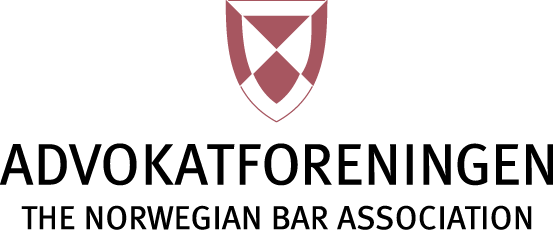 ADVOKATFORENINGEN
THE NORWEGIAN BAR ASSOCIATION